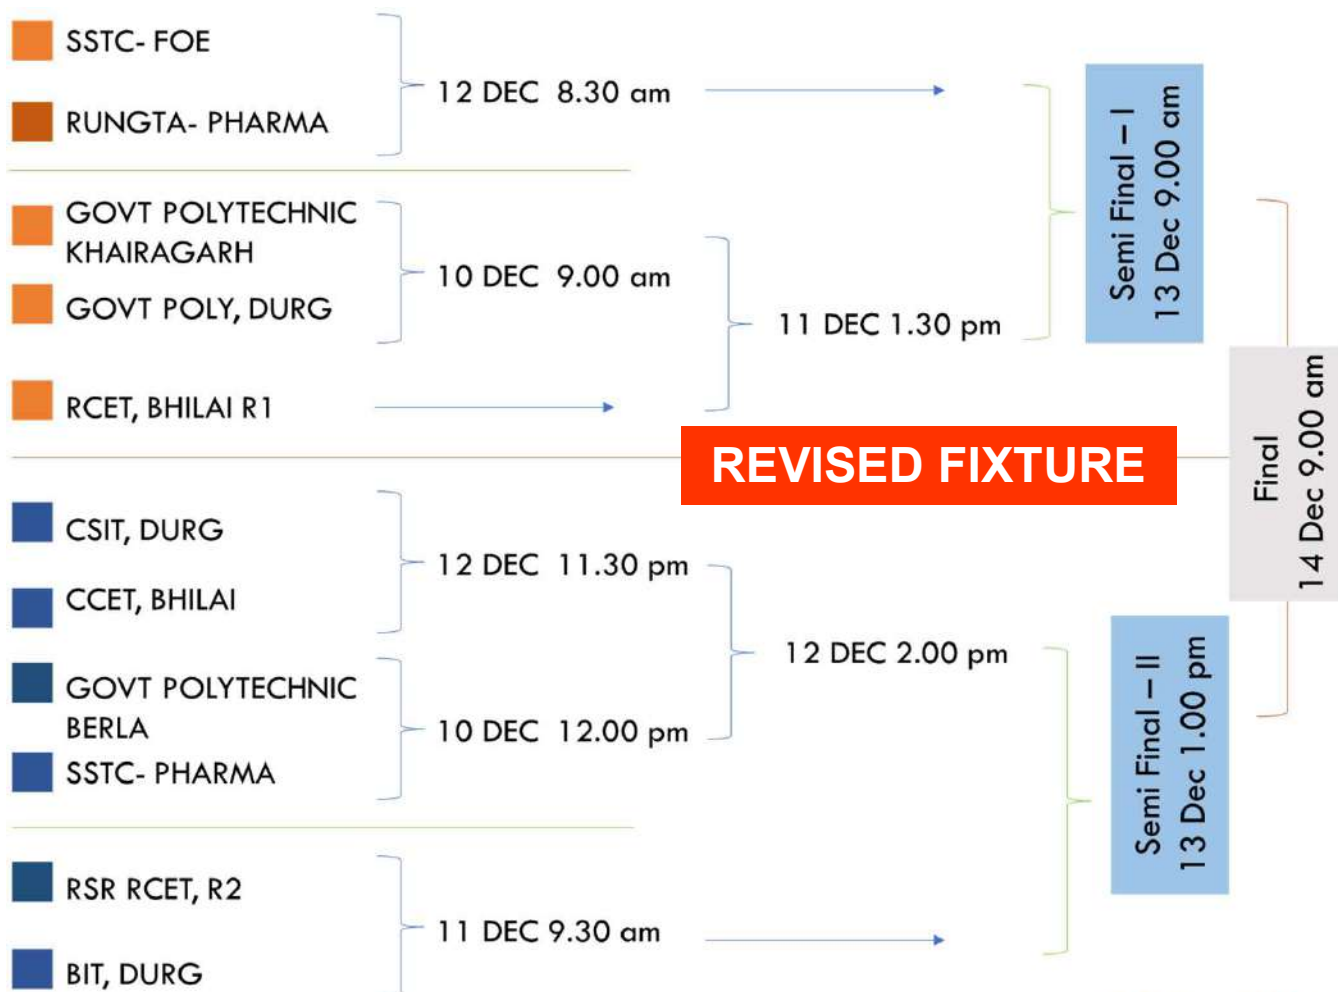 SSTC- FOE
RUNGTA- PHARMA
12 DEC 8.30 am
GOVT POLYTECHNIC
KHAIRAGARH
GOVT POLY, DURG
10 DEC 9.00 am
RCET, BHILAI R1
11 DEC 1.30 pm
Semi Final – I
13 Dec 9.00 am
REVISED FIXTURE
Final
14 Dec 9.00 am
CSIT, DURG
CCET, BHILAI
12 DEC 11.30 pm
GOVT POLYTECHNIC
BERLA
SSTC- PHARMA
10 DEC 12.00 pm
12 DEC 2.00 pm
Semi Final – II
13 Dec 1.00 pm
RSR RCET, R2
BIT, DURG
11 DEC 9.30 am